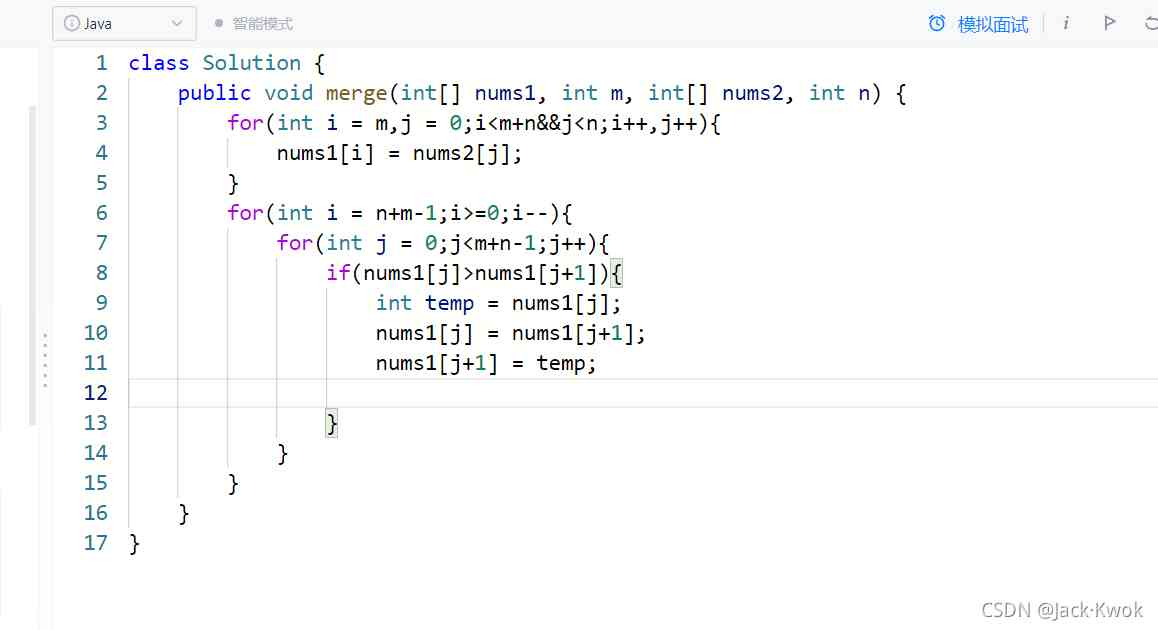 Java 智能模式 模拟面试 i
1 class Solution {
2     public void merge(int[] nums1, int m, int[] nums2, int n) {
3         for(int i = m,j = 0;i<m+n&&j<n;i++,j++){
4             nums1[i] = nums2[j];
5         }
6         for(int i = n+m-1;i>=0;i--){
7             for(int j = 0;j<m+n-1;j++){
8                 if(nums1[j]>nums1[j+1]){
9                     int temp = nums1[j];
10                     nums1[j] = nums1[j+1];
11                     nums1[j+1] = temp;
12
13                 }
14             }
15         }
16     }
17 }
CSDN @Jack·Kwok